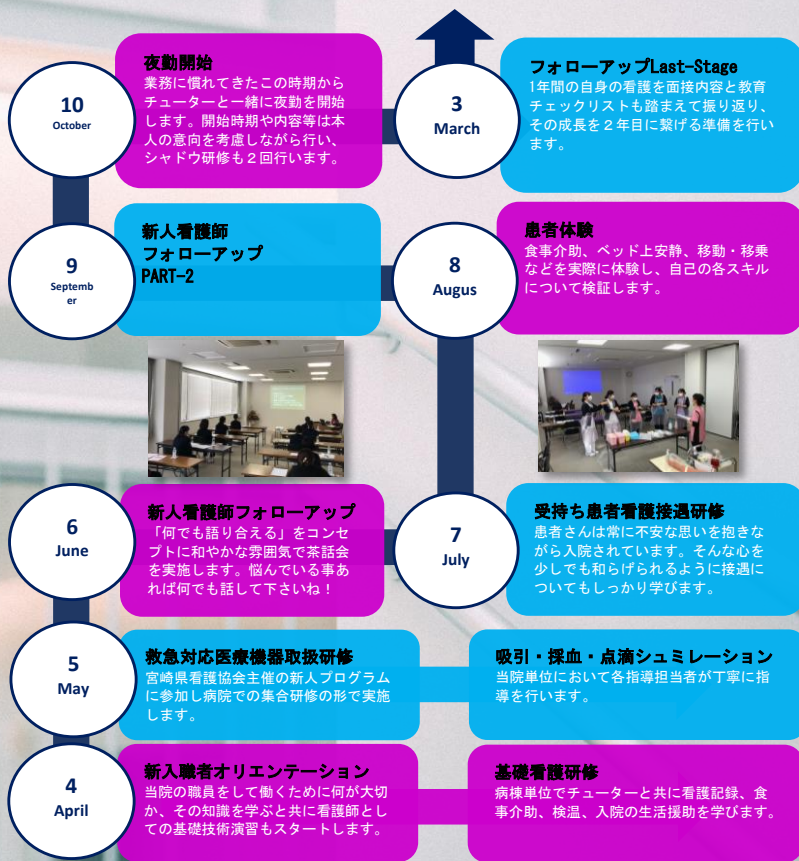 10
October
夜勤開始
業務に慣れてきたこの時期から
チューターと一緒に夜勤を開始
します。開始時期や内容等は本
人の意向を考慮しながら行い、
シャドウ研修も２回行います。
3
March
フォローアップLast-Stage
1年間の自身の看護を面接内容と教育
チェックリストも踏まえて振り返り、
その成長を２年目に繋げる準備を行い
ます。
9
Septemb
er
新人看護師
フォローアップ
PART-2
8
Augus
患者体験
食事介助、ベッド上安静、移動・移乗
などを実際に体験し、自己の各スキル
について検証します。
6
June
新人看護師フォローアップ
「何でも語り合える」をコンセ
プトに和やかな雰囲気で茶話会
を実施します。悩んでいる事あ
れば何でも話して下さいね！
7
July
受持ち患者看護接遇研修
患者さんは常に不安な思いを抱きな
がら入院されています。そんな心を
少しでも和らげられるように接遇に
ついてもしっかり学びます。
5
May
救急対応医療機器取扱研修
宮崎県看護協会主催の新人プログラム
に参加し病院での集合研修の形で実施
します。
吸引・採血・点滴シュミレーション
当院単位において各指導担当者が丁寧に指
導を行います。
4
April
新入職者オリエンテーション
当院の職員をして働くために何が大切
か、その知識を学ぶと共に看護師とし
ての基礎技術演習もスタートします。
基礎看護研修
病棟単位でチューターと共に看護記録、食
事介助、検温、入院の生活援助を学びます。